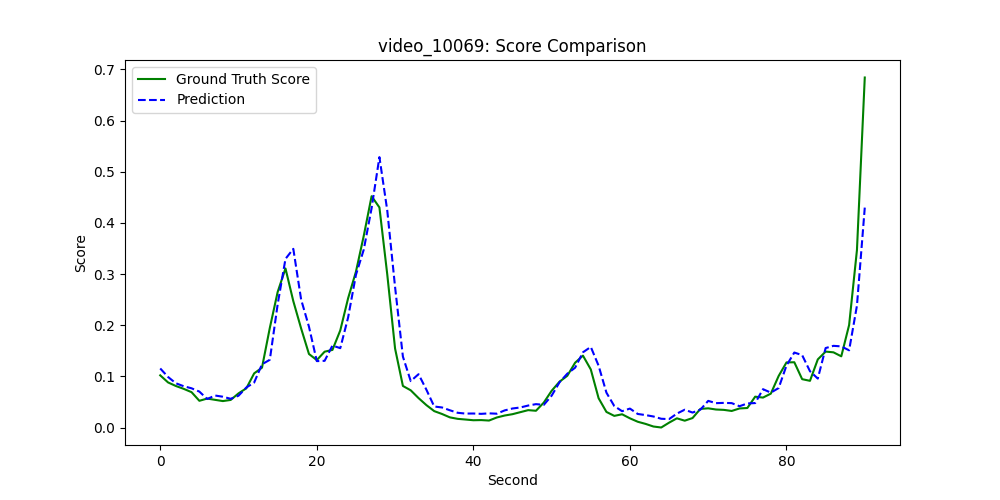 video_10069: Score Comparison
Ground Truth Score
Prediction
Score
0.7
0.6
0.5
0.4
0.3
0.2
0.1
0.0
0 20 40 60 80
Second